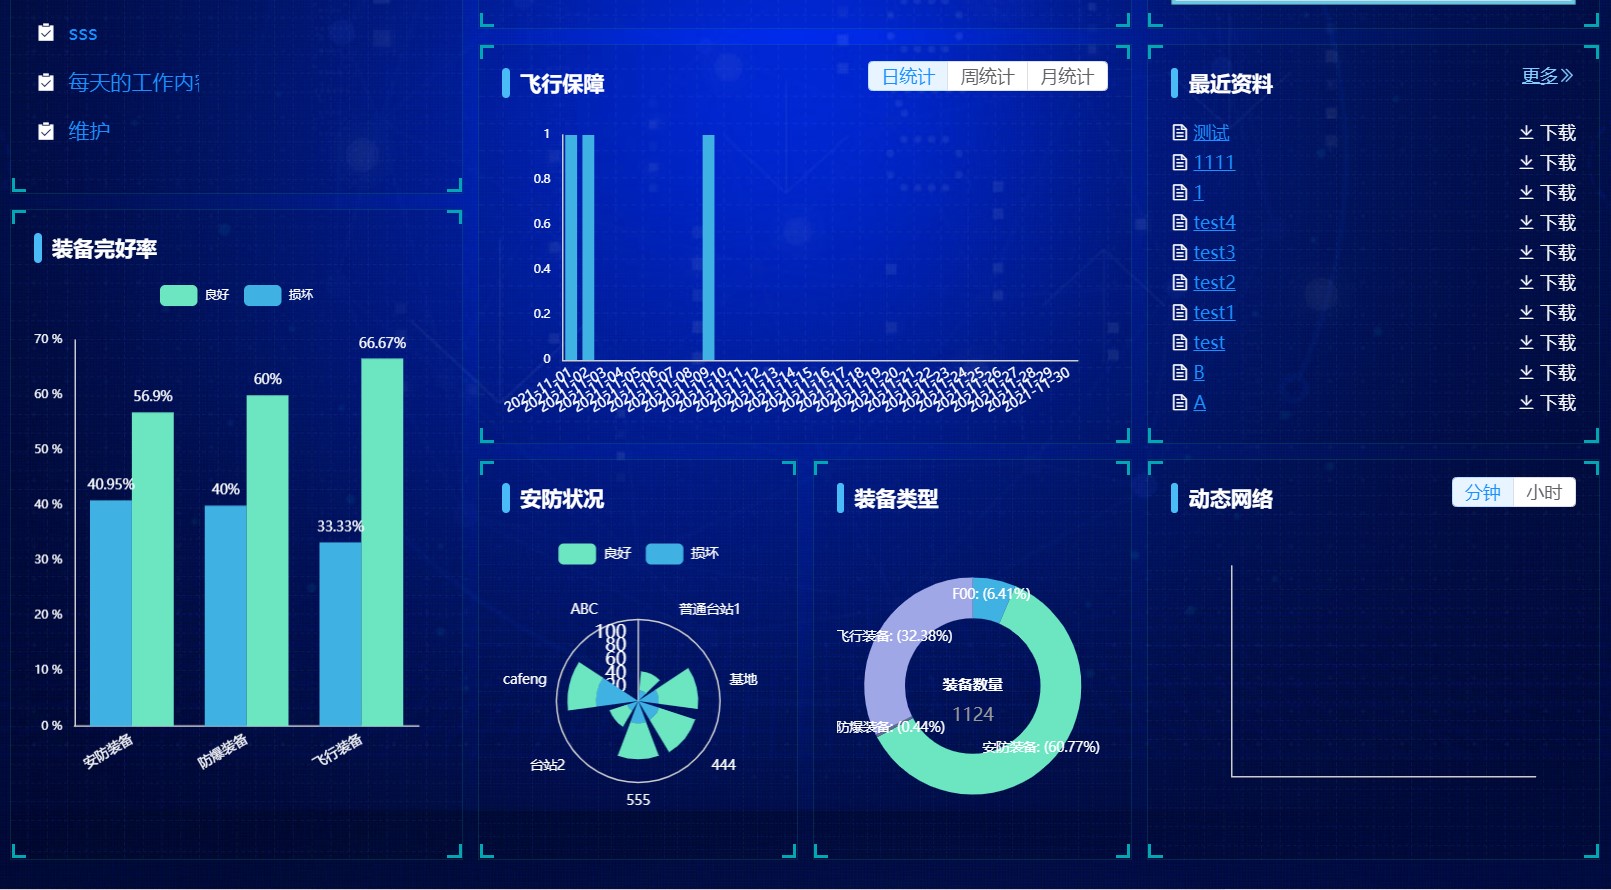 sss
每天的工作内
维护
装备完好率
良好 损坏
70 %
60 %
50 %
40 %
30 %
20 %
10 %
0 %
40.95%
56.9%
40%
60%
33.33%
66.67%
安防装备
防爆装备
飞行装备
飞行保障
日统计 周统计 月统计
1
0.8
0.6
0.4
0.2
0
2021-11-01
2021-11-02
2021-11-03
2021-11-04
2021-11-05
2021-11-06
2021-11-07
2021-11-08
2021-11-09
2021-11-10
2021-11-11
2021-11-12
2021-11-13
2021-11-14
2021-11-15
2021-11-16
2021-11-17
2021-11-18
2021-11-19
2021-11-20
2021-11-21
2021-11-22
2021-11-23
2021-11-24
2021-11-25
2021-11-26
2021-11-27
2021-11-28
2021-11-29
2021-11-30
最近资料
更多
测试 下载
1111 下载
1 下载
test4 下载
test3 下载
test2 下载
test1 下载
test 下载
B 下载
A 下载
安防状况
良好 损坏
ABC
普通台站1
100
80
60
40
20
cafeng
基地
台站2
444
555
装备类型
F00: (6.41%)
飞行装备: (32.38%)
装备数量
1124
防爆装备: (0.44%)
安防装备: (60.77%)
动态网络
分钟 小时